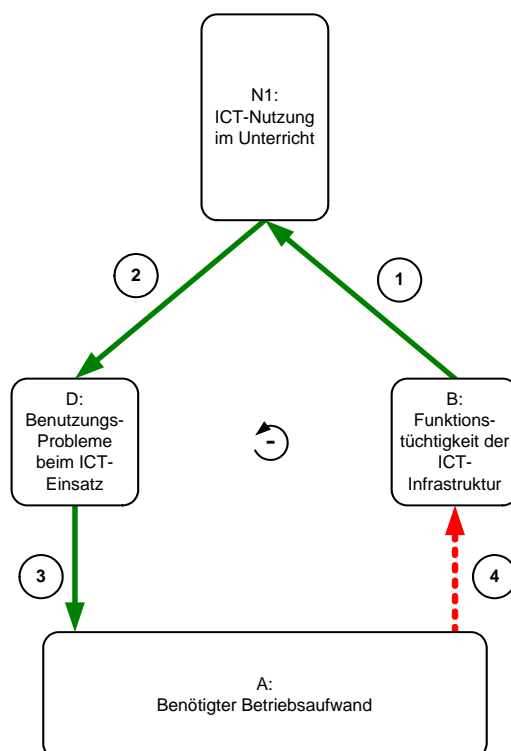 N1:
ICT-Nutzung
im Unterricht
2
1
D:
Benutzungs-
Probleme
beim ICT-
Einsatz
B:
Funktions-
tüchtigkeit der
ICT-
Infrastruktur
-
3
4
A:
Benötigter Betriebsaufwand